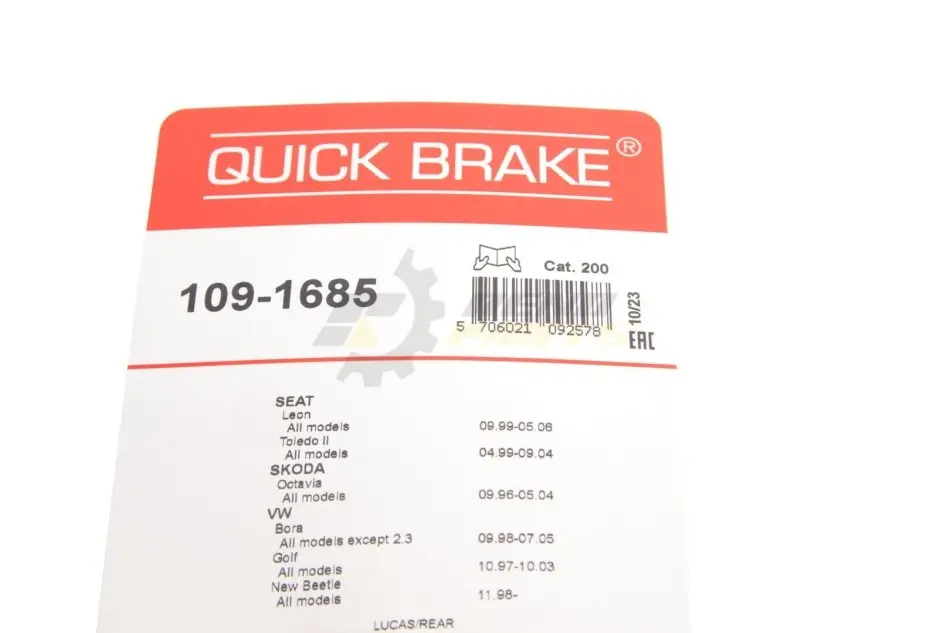 QUICK BRAKE®
Cat. 200
109-1685
5 706021 092578
10/23
EAC
SEAT
Leon
All models 09.99-05.06
Toledo II
All models 04.99-09.04
SKODA
Octavia
All models 09.96-05.04
VW
Bora
All models except 2.3 09.98-07.05
Golf
All models 10.97-10.03
New Beetle
All models 11.98-
LUCAS/REAR